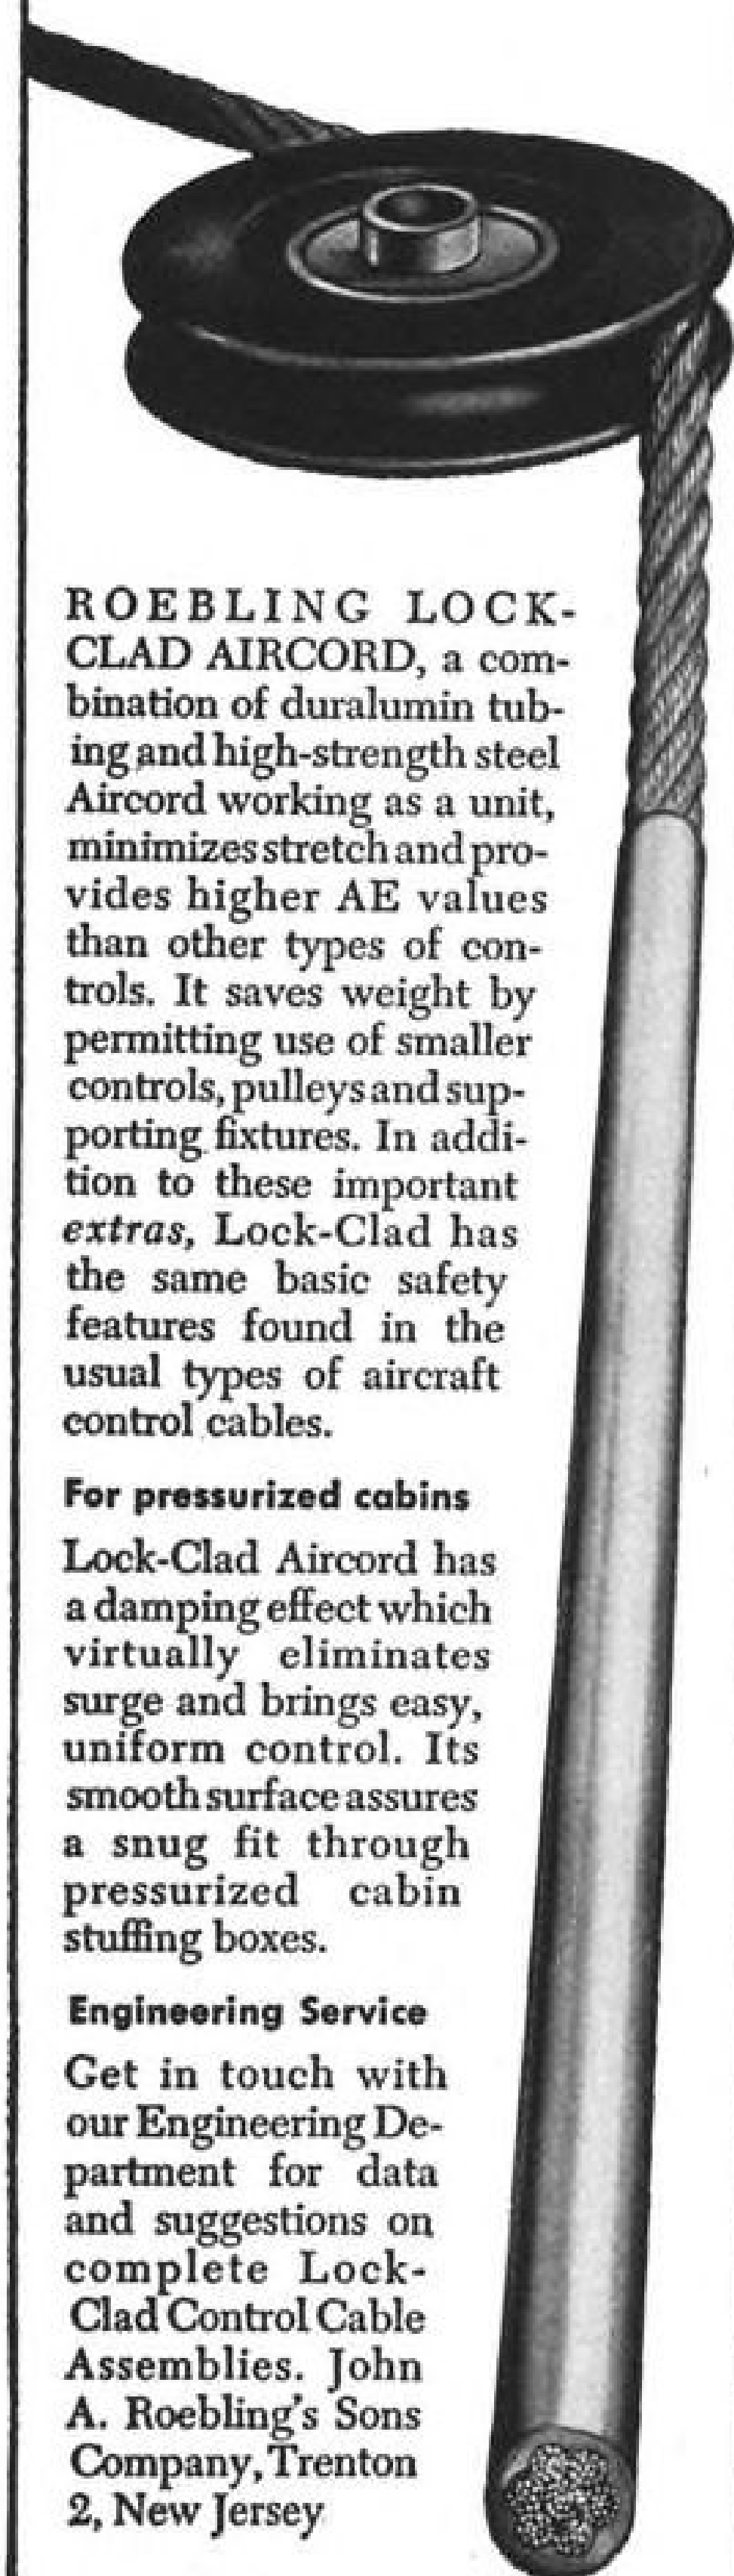 ROEBLING LOCK-
CLAD AIRCORD, a com-
bination of duralumin tub-
ing and high-strength steel
Aircord working as a unit,
minimizes stretch and pro-
vides higher AE values
than other types of con-
trols. It saves weight by
permitting use of smaller
controls, pulleys and sup-
porting fixtures. In addi-
tion to these important
extras, Lock-Clad has
the same basic safety
features found in the
usual types of aircraft
control cables.
For pressurized cabins
Lock-Clad Aircord has
a damping effect which
virtually eliminates
surge and brings easy,
uniform control. Its
smooth surface assures
a snug fit through
pressurized cabin
stuffing boxes.
Engineering Service
Get in touch with
our Engineering De-
partment for data
and suggestions on
complete Lock-
Clad Control Cable
Assemblies. John
A. Roebling's Sons
Company, Trenton
2, New Jersey